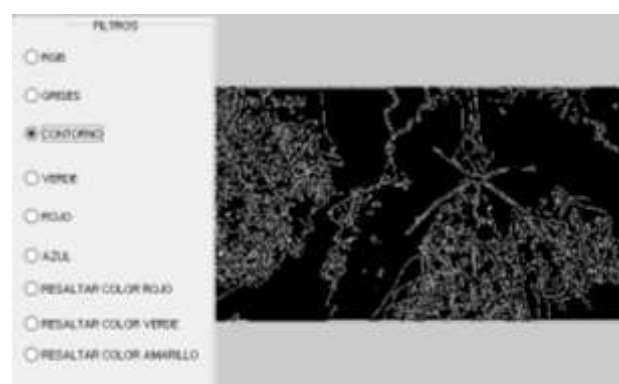 FILTROS
RGB
GRISES
CONTORNO
VERDE
ROJO
AZUL
RESALTAR COLOR ROJO
RESALTAR COLOR VERDE
RESALTAR COLOR AMARILLO